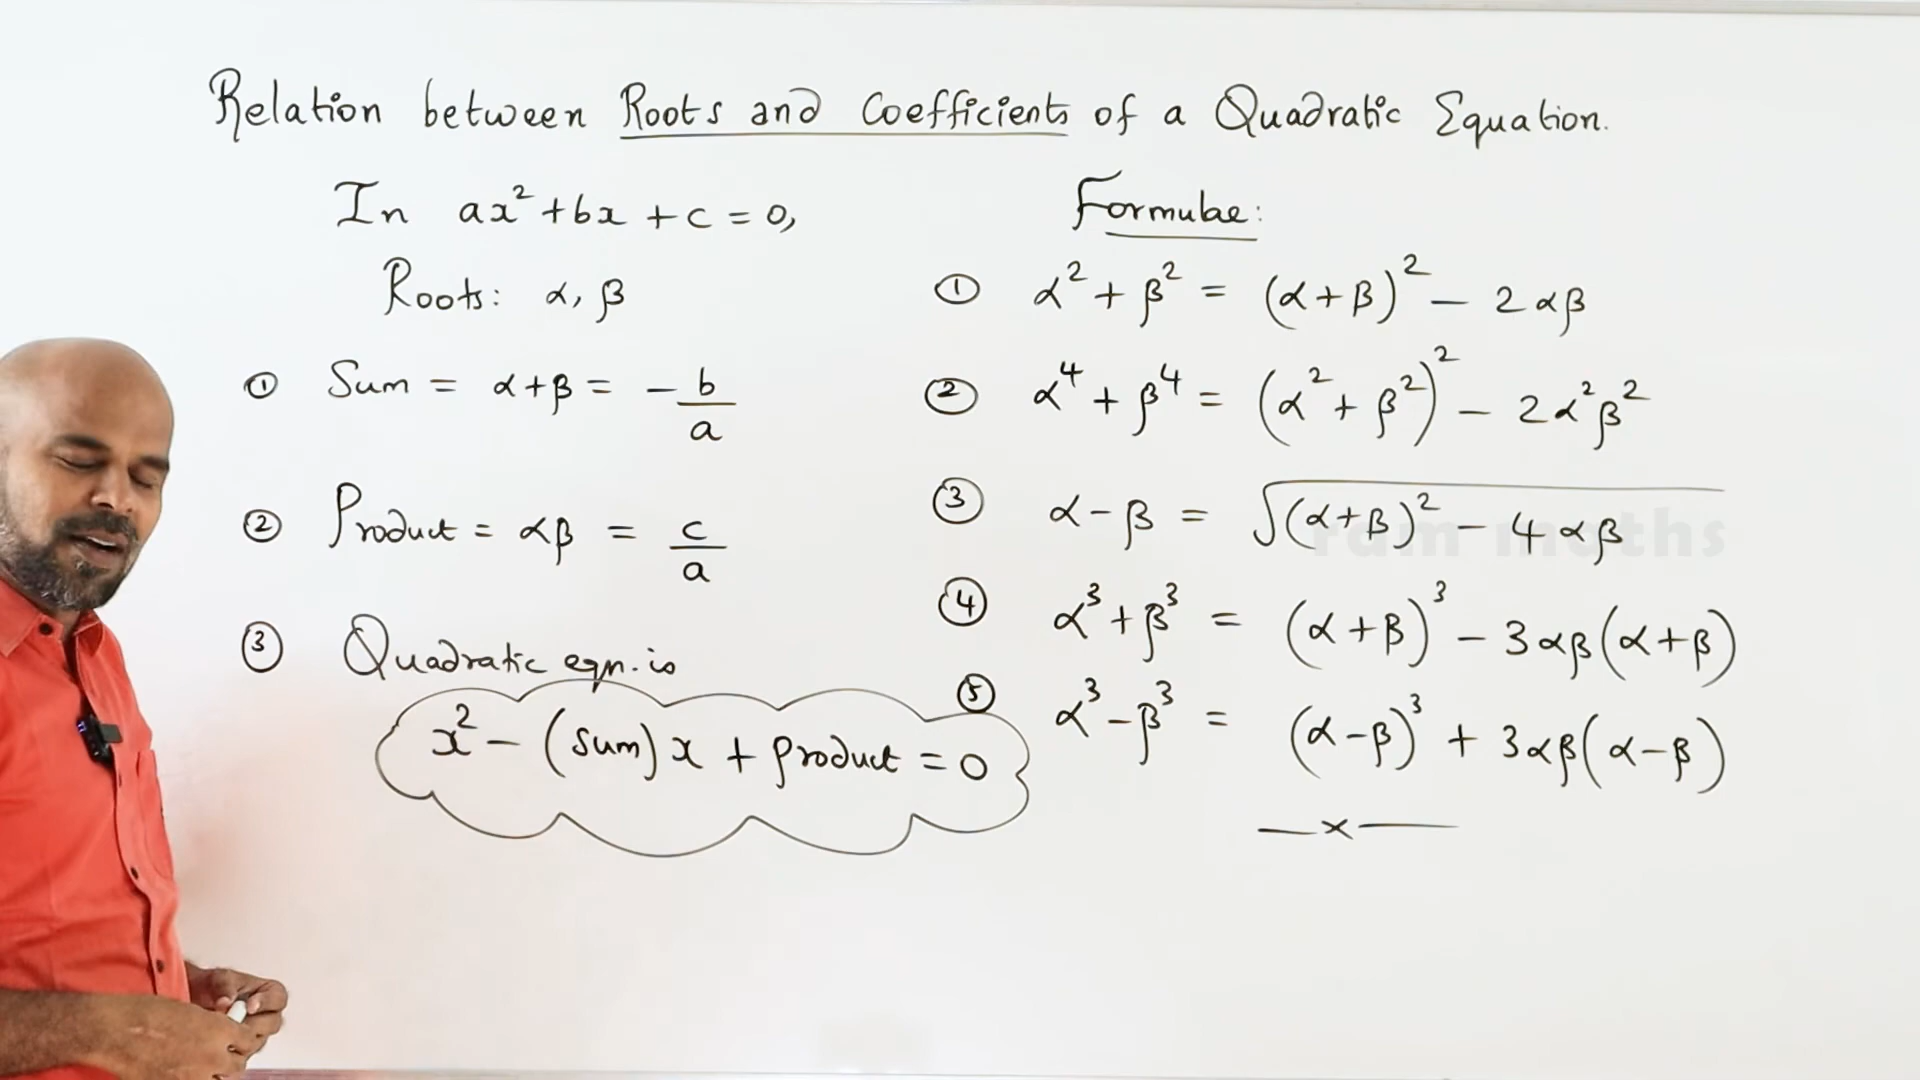 Relation between Roots and Coefficients of a Quadratic Equation.
In ax² + bx + c = 0,
Roots: α, β
① Sum = α+β = -b/a
② Product = αβ = c/a
③ Quadratic eqn. is
x² - (sum) x + product = 0
Formulae:
① α² + β² = (α+β)² - 2αβ
② α⁴ + β⁴ = (α² + β²)² - 2α²β²
③ α-β = √((α+β)² - 4αβ)
ram maths
④ α³+β³ = (α+β)³ - 3αβ(α+β)
⑤ α³-β³ = (α-β)³ + 3αβ(α-β)
—×—